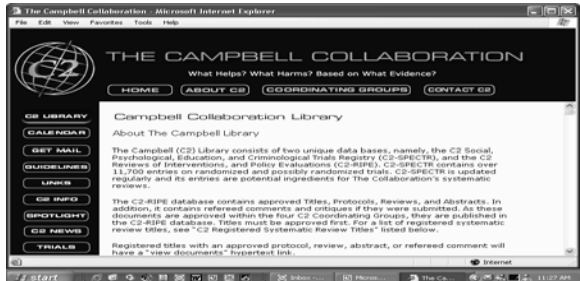 The Campbell Collaboration - Microsoft Internet Explorer
File Edit View Favorites Tools Help
C2
THE CAMPBELL COLLABORATION
What Helps? What Harms? Based on What Evidence?
HOME ABOUT C2 COORDINATING GROUPS CONTACT C2
C2 LIBRARY
CALENDAR
GET MAIL
GUIDELINES
LINKS
C2 INFO
SPOTLIGHT
C2 NEWS
TRIALS
Campbell Collaboration Library
About The Campbell Library
The Campbell (C2) Library consists of two unique data bases, namely, the C2 Social,
Psychological, Education, and Criminological Trials Registry (C2-SPECTR), and the C2
Reviews of Interventions, and Policy Evaluations (C2-RIPE). C2-SPECTR contains over
11,700 entries on randomized and possibly randomized trials. C2-SPECTR is updated
regularly and its entries are potential ingredients for The Collaboration's systematic
reviews.
The C2-RIPE database contains approved Titles, Protocols, Reviews, and Abstracts. In
addition, it contains refereed comments and critiques if they were submitted. As these
documents are approved within the four C2 Coordinating Groups, they are published in
the C2-RIPE database. Titles must be approved first. For a list of registered systematic
review titles, see "C2 Registered Systematic Review Titles" listed below.
Registered titles with an approved protocol, review, abstract, or refereed comment will
have a "view documents" hypertext link.
Internet
start Inbox -... Micros... The Ca... 11:27 AM